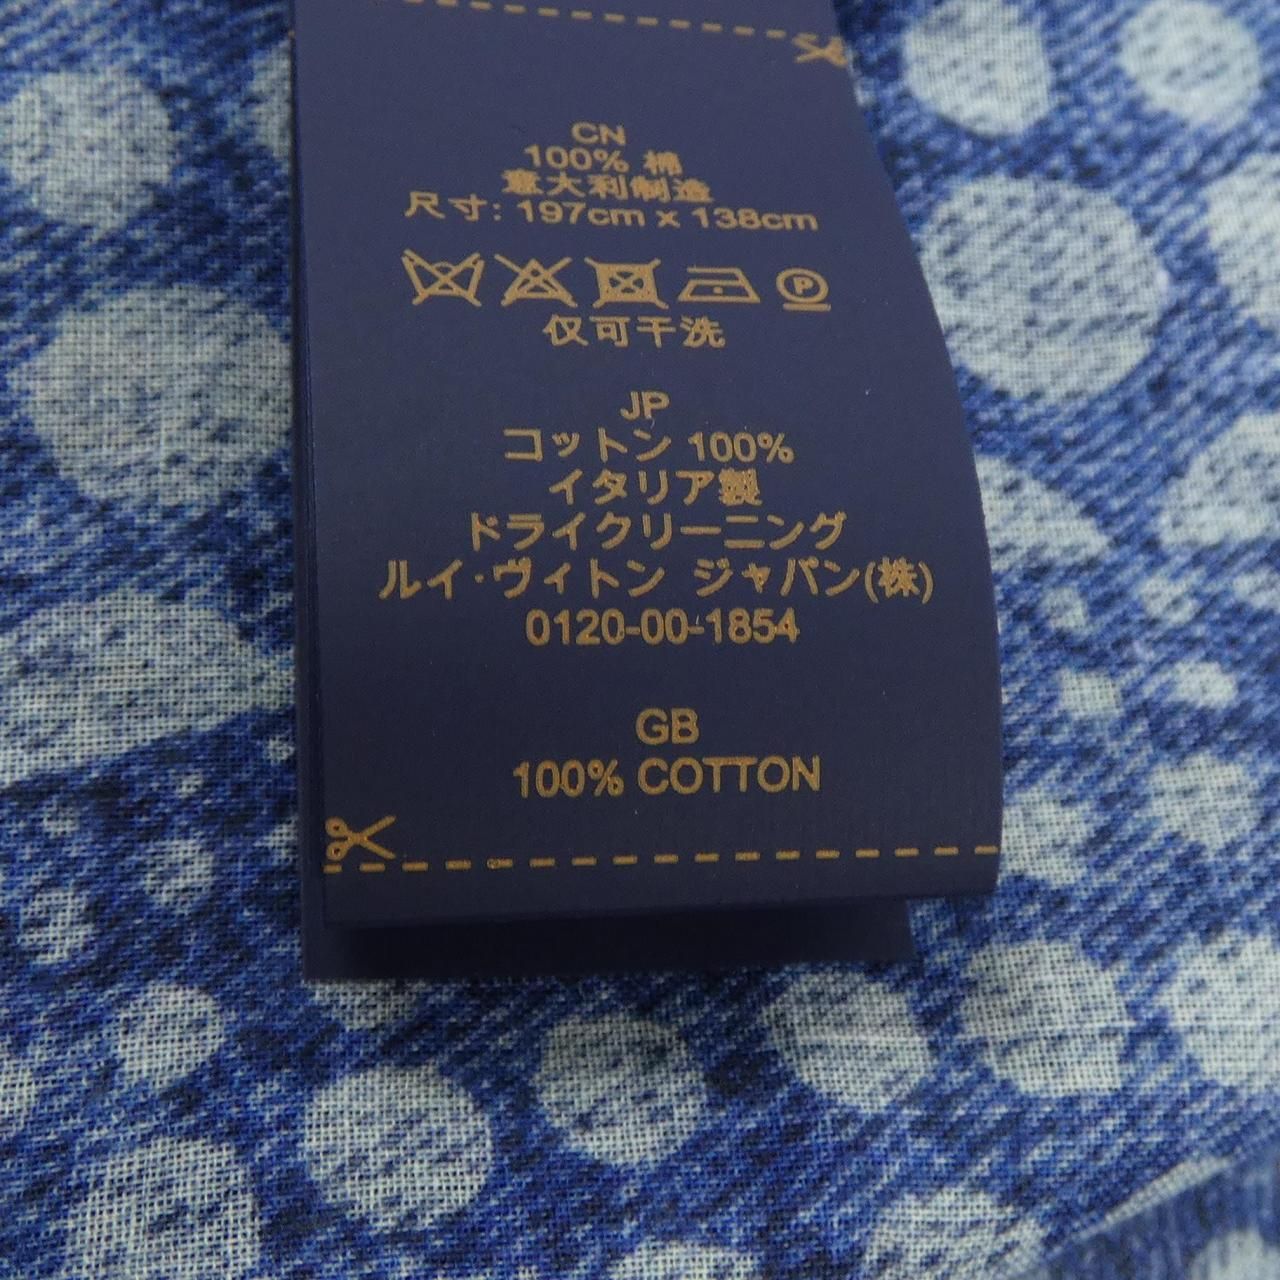 CN
100% 棉
意大利制造
尺寸: 197cm x 138cm
P
仅可干洗
JP
コットン 100%
イタリア製
ドライクリーニング
ルイ·ヴィトン ジャパン(株)
0120-00-1854
GB
100% COTTON